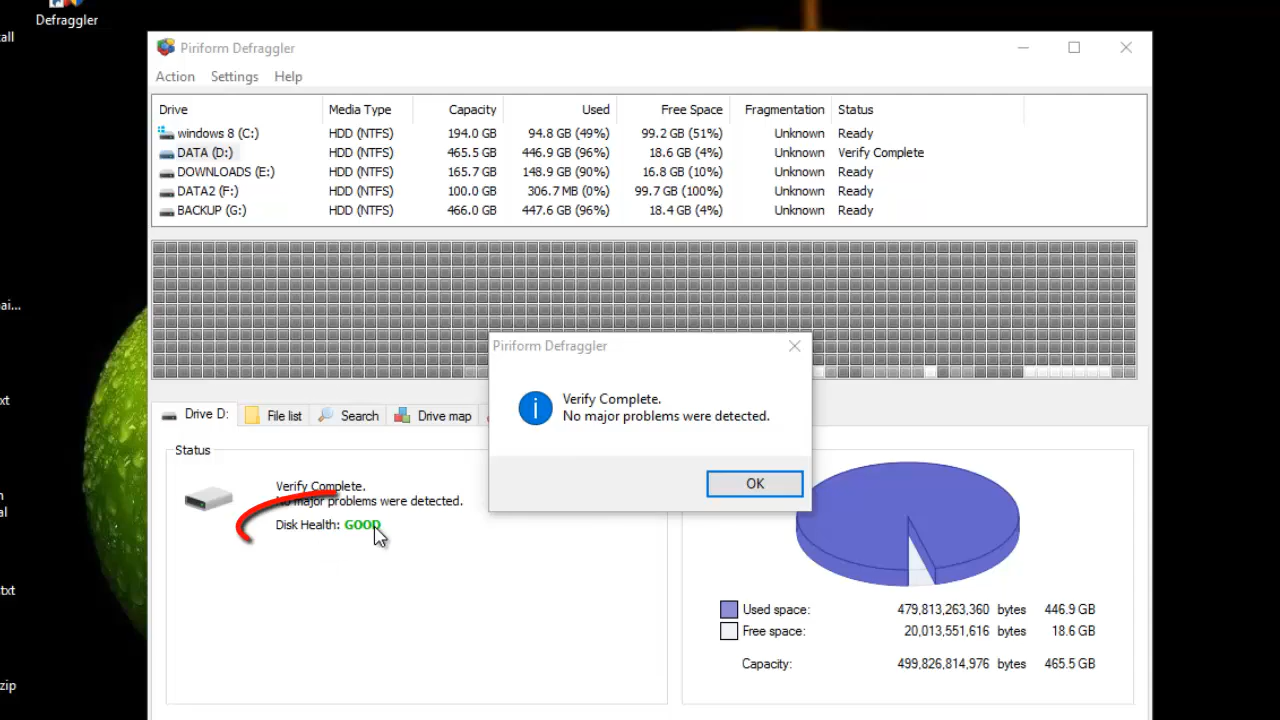 Defraggler
all
ai...
xt
n
al
txt
zip
Piriform Defraggler
Action Settings Help
Drive Media Type Capacity Used Free Space Fragmentation Status
windows 8 (C:) HDD (NTFS) 194.0 GB 94.8 GB (49%) 99.2 GB (51%) Unknown Ready
DATA (D:) HDD (NTFS) 465.5 GB 446.9 GB (96%) 18.6 GB (4%) Unknown Verify Complete
DOWNLOADS (E:) HDD (NTFS) 165.7 GB 148.9 GB (90%) 16.8 GB (10%) Unknown Ready
DATA2 (F:) HDD (NTFS) 100.0 GB 306.7 MB (0%) 99.7 GB (100%) Unknown Ready
BACKUP (G:) HDD (NTFS) 466.0 GB 447.6 GB (96%) 18.4 GB (4%) Unknown Ready
Piriform Defraggler
Verify Complete.
No major problems were detected.
OK
Drive D: File list Search Drive map
Status
Verify Complete.
No major problems were detected.
Disk Health: GOOD
Used space: 479,813,263,360 bytes 446.9 GB
Free space: 20,013,551,616 bytes 18.6 GB
Capacity: 499,826,814,976 bytes 465.5 GB